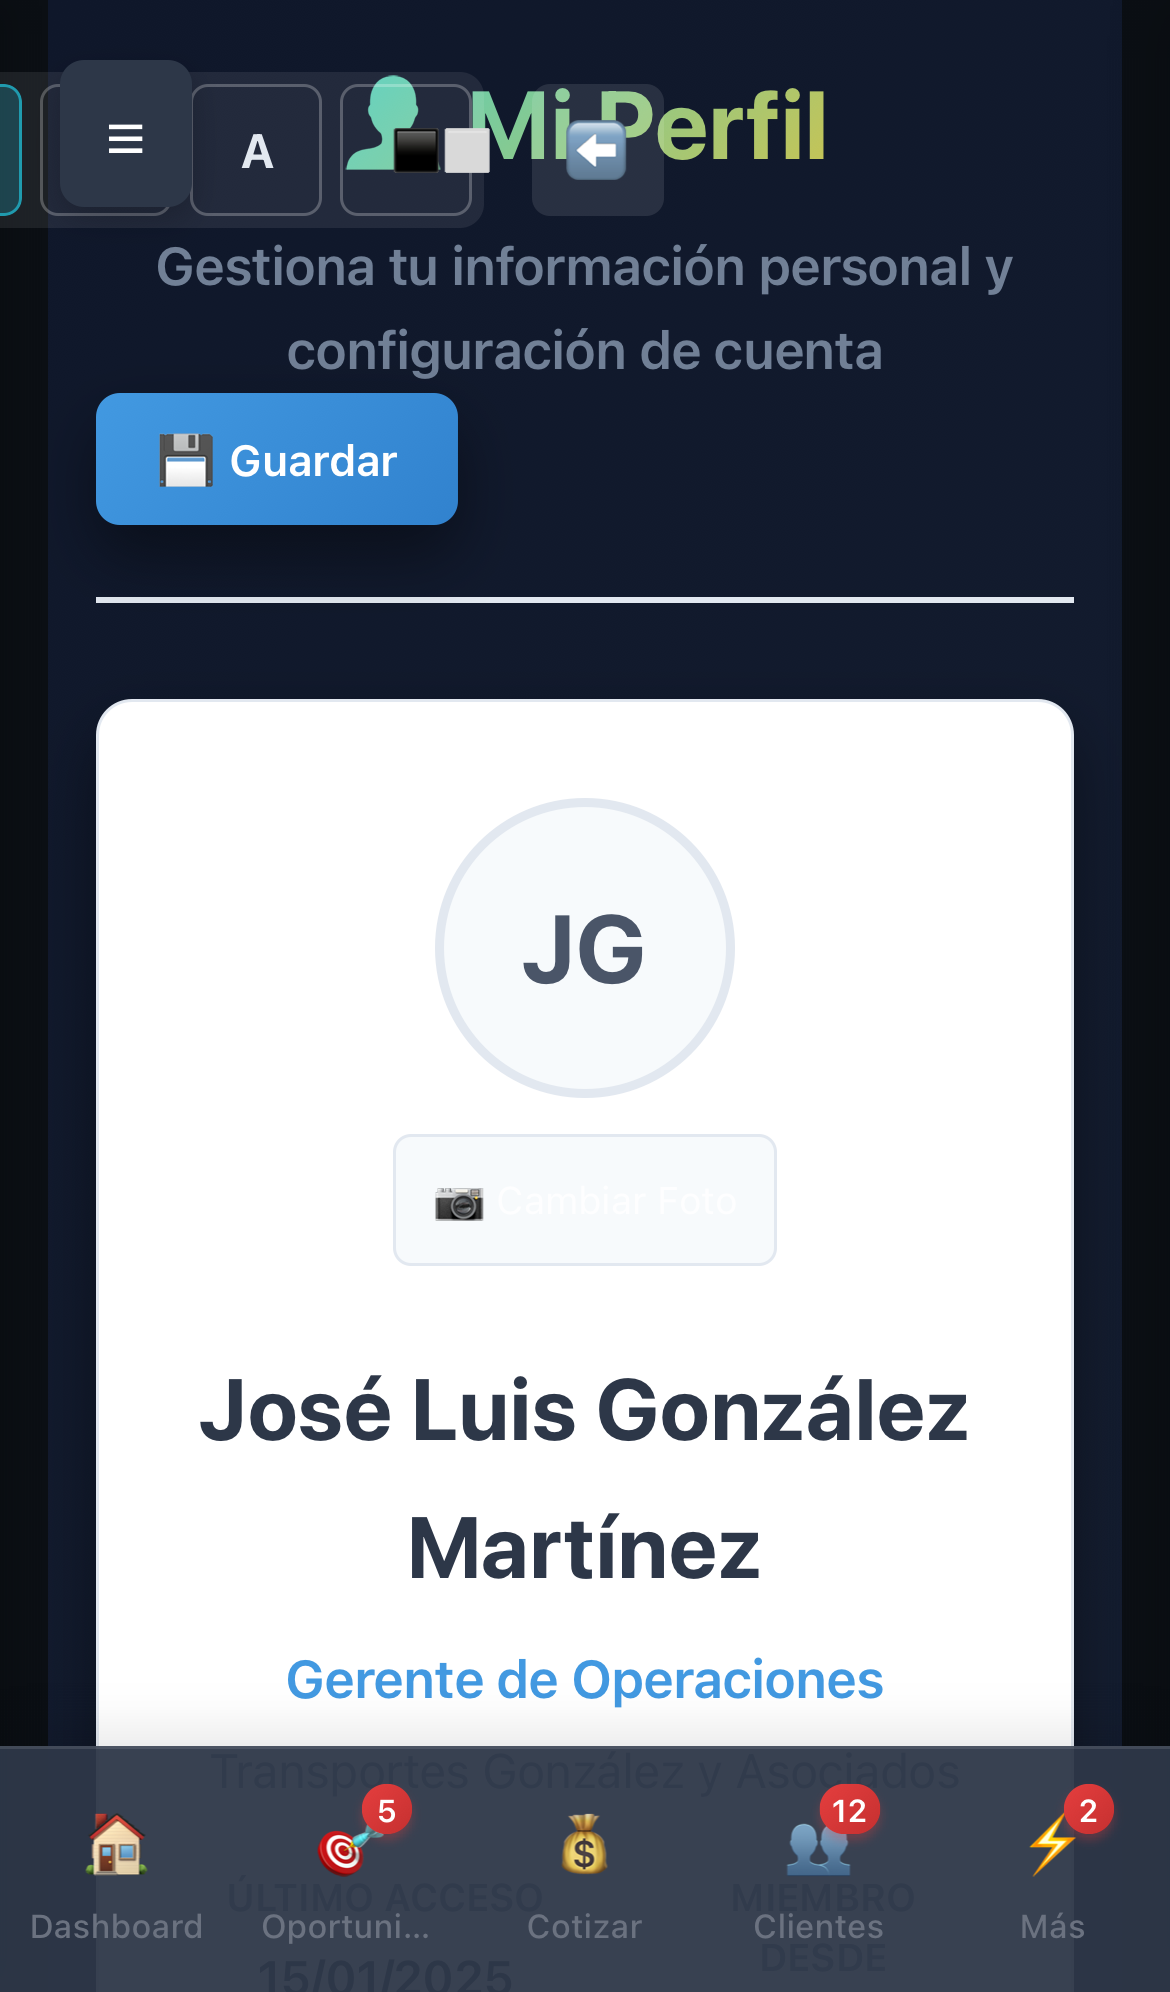 ☰
A
👤 Mi Perfil
Gestiona tu información personal y
configuración de cuenta
💾 Guardar
JG
📷 Cambiar Foto
José Luis González
Martínez
Gerente de Operaciones
Transportes González y Asociados
5
12
2
ÚLTIMO ACCESO
MIEMBRO
DESDE
15/01/2025
Dashboard
Oportuni...
Cotizar
Clientes
Más